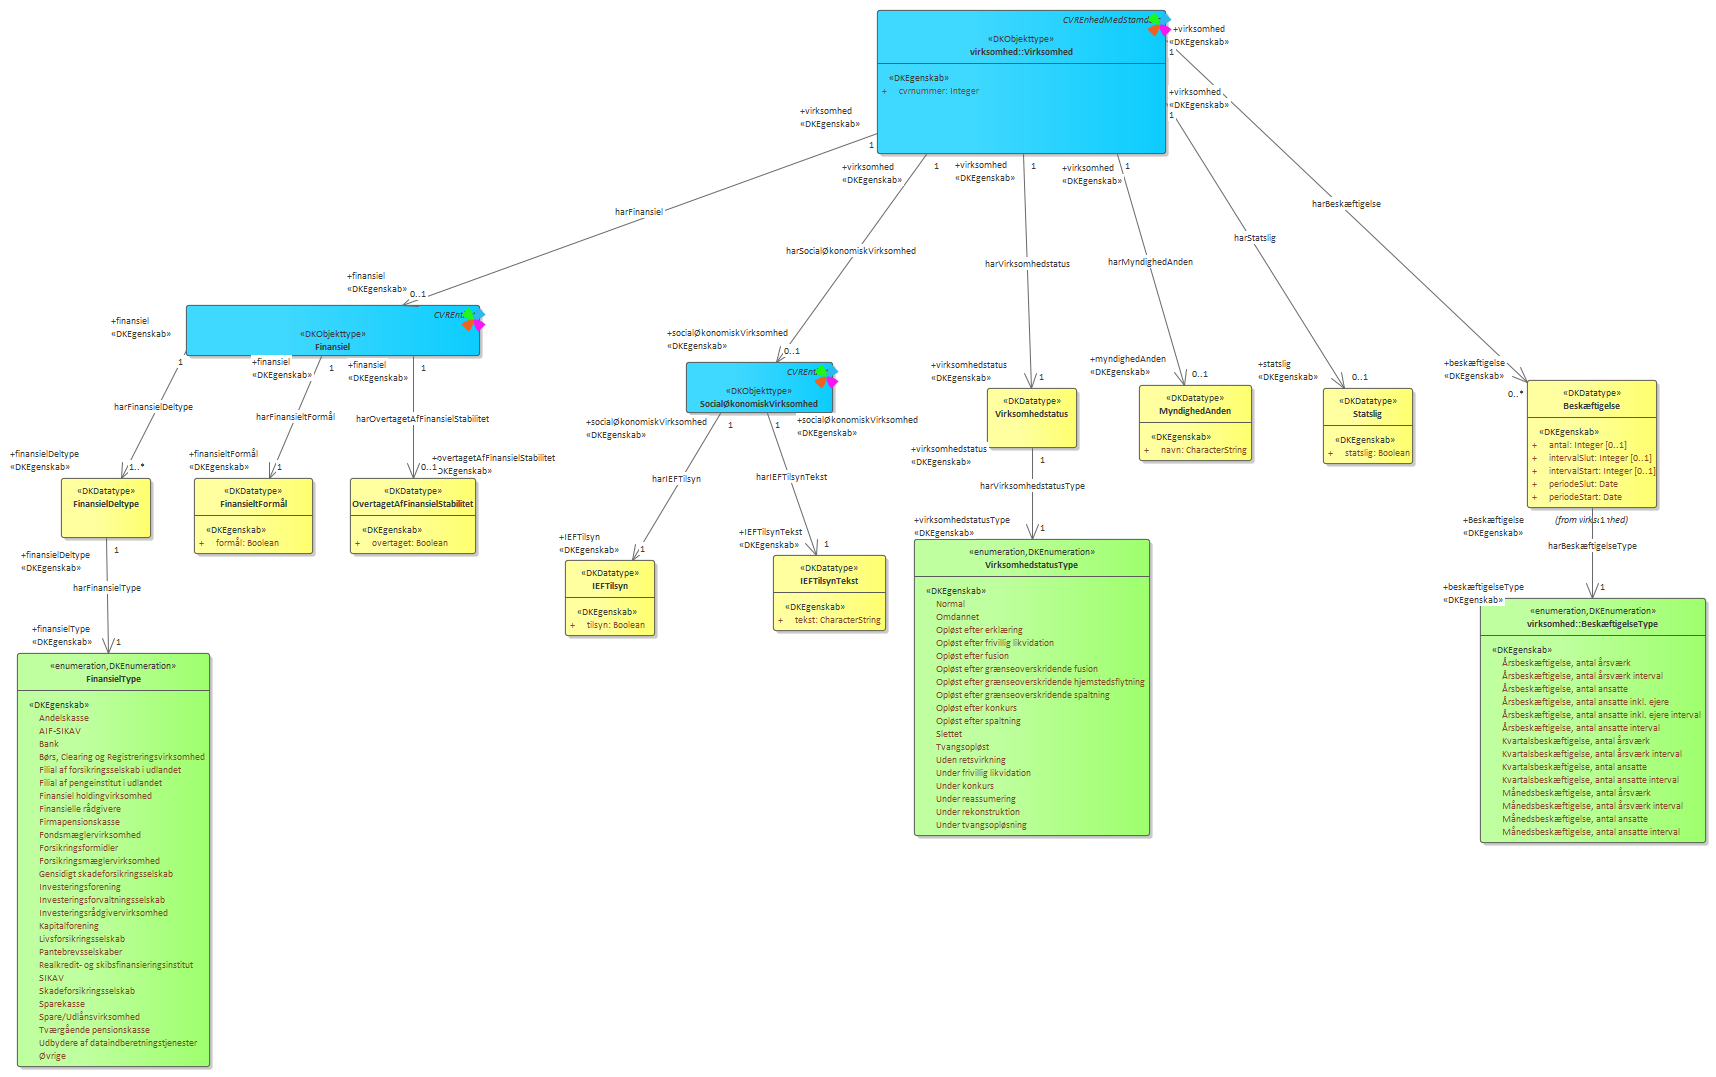 CVREnhedMedStamd
«DKObjekttype»
virksomhed::Virksomhed
«DKEgenskab»
+ cvrnummer: Integer
+virksomhed
«DKEgenskab»
1
+virksomhed
«DKEgenskab»
1
+virksomhed
«DKEgenskab»
1
+virksomhed
«DKEgenskab»
1
+virksomhed
«DKEgenskab»
1
+virksomhed
«DKEgenskab»
1
harFinansiel
harSocialØkonomiskVirksomhed
harVirksomhedstatus
harMyndighedAnden
harStatslig
harBeskæftigelse
+finansiel
«DKEgenskab»
0..1
CVREnt
«DKObjekttype»
Finansiel
+finansiel
«DKEgenskab»
1
+finansiel
«DKEgenskab»
1
+finansiel
«DKEgenskab»
1
harFinansielDeltype
harFinansieltFormål
harOvertagetAfFinansielStabilitet
+finansielDeltype
«DKEgenskab»
1..*
+finansieltFormål
«DKEgenskab»
1
+overtagetAfFinansielStabilitet
0..1
«DKDatatype»
FinansielDeltype
«DKDatatype»
FinansieltFormål
«DKEgenskab»
+ formål: Boolean
«DKDatatype»
OvertagetAfFinansielStabilitet
«DKEgenskab»
+ overtaget: Boolean
+finansielDeltype
«DKEgenskab»
1
harFinansielType
+finansielType
«DKEgenskab»
1
«enumeration,DKEnumeration»
FinansielType
«DKEgenskab»
Andelskasse
AIF-SIKAV
Bank
Børs, Clearing og Registreringsvirksomhed
Filial af forsikringsselskab i udlandet
Filial af pengeinstitut i udlandet
Finansiel holdingvirksomhed
Finansielle rådgivere
Firmapensionskasse
Fondsmæglervirksomhed
Forsikringsformidler
Forsikringsmæglervirksomhed
Gensidigt skadeforsikringsselskab
Investeringsforening
Investeringsforvaltningsselskab
Investeringsrådgivervirksomhed
Kapitalforening
Livsforsikringsselskab
Pantebrevsselskaber
Realkredit- og skibsfinansieringsinstitut
SIKAV
Skadeforsikringsselskab
Sparekasse
Spare/Udlånsvirksomhed
Tværgående pensionskasse
Udbydere af dataindberetningstjenester
Øvrige
+socialØkonomiskVirksomhed
«DKEgenskab»
0..1
CVREnt
«DKObjekttype»
SocialØkonomiskVirksomhed
+socialØkonomiskVirksomhed
«DKEgenskab»
1
+socialØkonomiskVirksomhed
«DKEgenskab»
1
harIEFTilsyn
harIEFTilsynTekst
+IEFTilsyn
«DKEgenskab»
1
+IEFTilsynTekst
«DKEgenskab»
1
«DKDatatype»
IEFTilsyn
«DKEgenskab»
+ tilsyn: Boolean
«DKDatatype»
IEFTilsynTekst
«DKEgenskab»
+ tekst: CharacterString
+virksomhedstatus
«DKEgenskab»
1
«DKDatatype»
Virksomhedstatus
+virksomhedstatus
«DKEgenskab»
1
harVirksomhedstatusType
+virksomhedstatusType
«DKEgenskab»
1
«enumeration,DKEnumeration»
VirksomhedstatusType
«DKEgenskab»
Normal
Omdannet
Opløst efter erklæring
Opløst efter frivillig likvidation
Opløst efter fusion
Opløst efter grænseoverskridende fusion
Opløst efter grænseoverskridende hjemstedsflytning
Opløst efter grænseoverskridende spaltning
Opløst efter konkurs
Opløst efter spaltning
Slettet
Tvangsopløst
Uden retsvirkning
Under frivillig likvidation
Under konkurs
Under reassumering
Under rekonstruktion
Under tvangsopløsning
+myndighedAnden
«DKEgenskab»
0..1
«DKDatatype»
MyndighedAnden
«DKEgenskab»
+ navn: CharacterString
+statslig
«DKEgenskab»
0..1
«DKDatatype»
Statslig
«DKEgenskab»
+ statslig: Boolean
+beskæftigelse
«DKEgenskab»
0..*
«DKDatatype»
Beskæftigelse
«DKEgenskab»
+ antal: Integer [0..1]
+ intervalSlut: Integer [0..1]
+ intervalStart: Integer [0..1]
+ periodeSlut: Date
+ periodeStart: Date
+Beskæftigelse
«DKEgenskab»
1
harBeskæftigelseType
+beskæftigelseType
«DKEgenskab»
1
«enumeration,DKEnumeration»
virksomhed::BeskæftigelseType
«DKEgenskab»
Årsbeskæftigelse, antal årsværk
Årsbeskæftigelse, antal årsværk interval
Årsbeskæftigelse, antal ansatte
Årsbeskæftigelse, antal ansatte inkl. ejere
Årsbeskæftigelse, antal ansatte inkl. ejere interval
Årsbeskæftigelse, antal ansatte interval
Kvartalsbeskæftigelse, antal årsværk
Kvartalsbeskæftigelse, antal årsværk interval
Kvartalsbeskæftigelse, antal ansatte
Kvartalsbeskæftigelse, antal ansatte interval
Månedsbeskæftigelse, antal årsværk
Månedsbeskæftigelse, antal årsværk interval
Månedsbeskæftigelse, antal ansatte
Månedsbeskæftigelse, antal ansatte interval